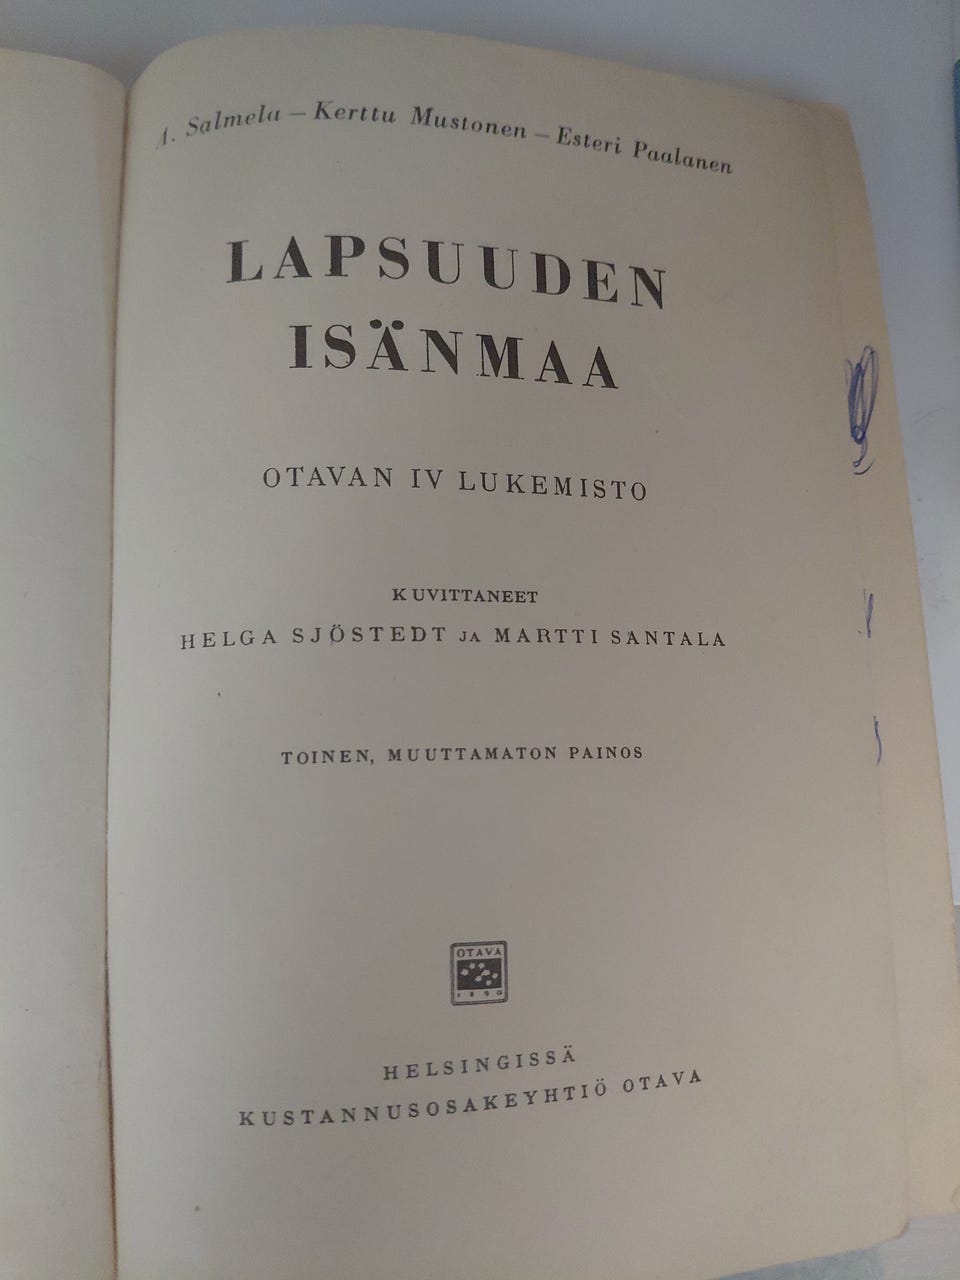 A. Salmela – Kerttu Mustonen – Esteri Paalanen
LAPSUUDEN
ISÄNMAA
OTAVAN IV LUKEMISTO
KUVITTANEET
HELGA SJÖSTEDT JA MARTTI SANTALA
TOINEN, MUUTTAMATON PAINOS
OTAVA
1890
HELSINGISSÄ
KUSTANNUSOSAKEYHTIÖ OTAVA